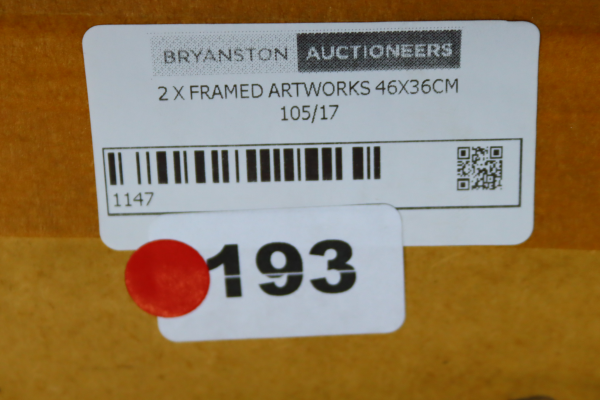 BRYANSTON AUCTIONEERS
2 X FRAMED ARTWORKS 46X36CM
105/17
1147
193